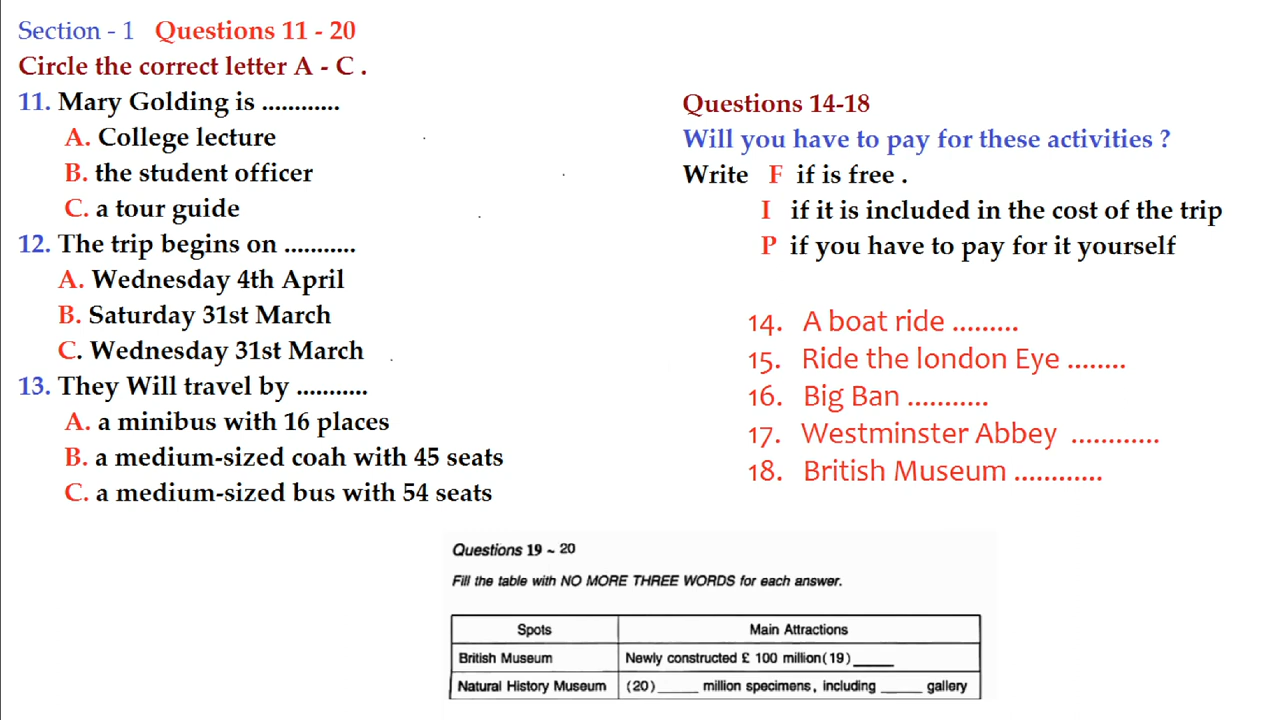 Section - 1 Questions 11 - 20
Circle the correct letter A - C .
11. Mary Golding is ............
A. College lecture
B. the student officer
C. a tour guide
12. The trip begins on ...........
A. Wednesday 4th April
B. Saturday 31st March
C. Wednesday 31st March
13. They Will travel by ...........
A. a minibus with 16 places
B. a medium-sized coah with 45 seats
C. a medium-sized bus with 54 seats
Questions 14-18
Will you have to pay for these activities ?
Write F if is free .
I if it is included in the cost of the trip
P if you have to pay for it yourself
14. A boat ride .........
15. Ride the london Eye ........
16. Big Ban ...........
17. Westminster Abbey ............
18. British Museum ............
Questions 19 ~ 20
Fill the table with NO MORE THREE WORDS for each answer.
Spots Main Attractions
British Museum Newly constructed £ 100 million(19)_____
Natural History Museum (20)_____ million specimens, including _____ gallery